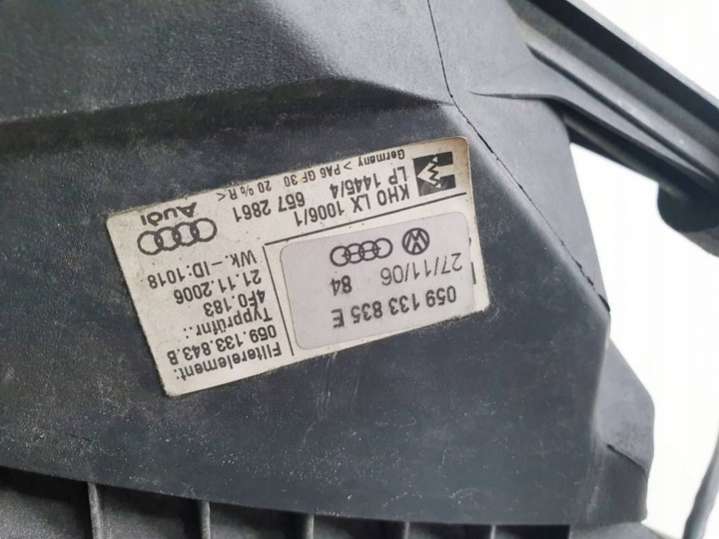 Filterelement:
059.133.843.B
Typprüfnr.:
4F0.183
21.11.2006
Wk.-ID:1018
Audi
059 133 835 E
84
27/11/06
657 2861
KHO LX 1006/1
LP 1445/4
Germany > PA6 GF 30 20 % R <